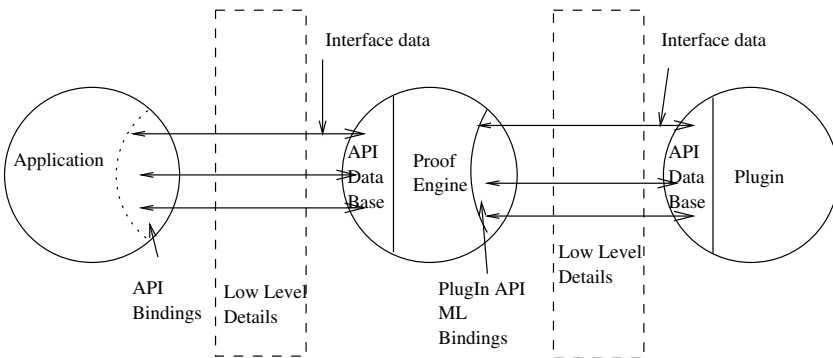 Interface data
Interface data
Application
API
Data
Base
Proof
Engine
API
Data
Base
Plugin
API
Bindings
Low Level
Details
PlugIn API
ML
Bindings
Low Level
Details